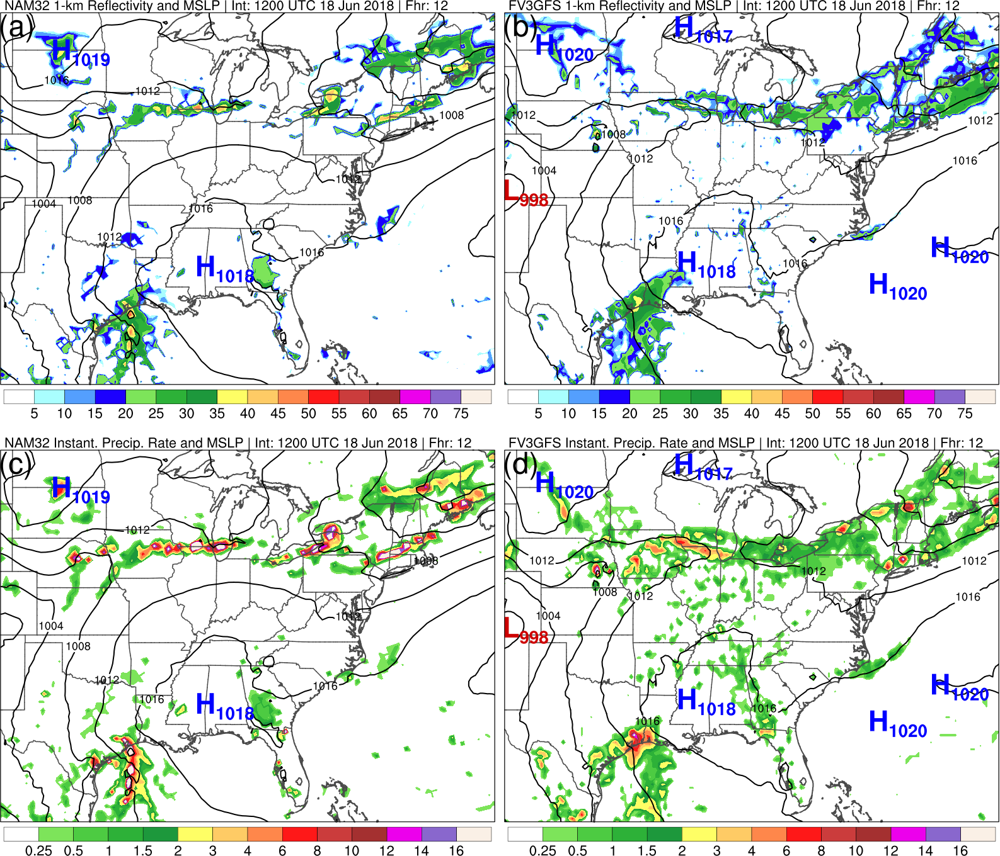 NAM32 1-km Reflectivity and MSLP | Int: 1200 UTC 18 Jun 2018 | Fhr: 12
(a)
H1019
1016
1012
1008
1012
1004
1008
1016
1012
1016
H1018
5 10 15 20 25 30 35 40 45 50 55 60 65 70 75
FV3GFS 1-km Reflectivity and MSLP | Int: 1200 UTC 18 Jun 2018 | Fhr: 12
(b)
H1017
H1020
1012
1012
1008
1012
1012
1016
1004
L998
1016
H1020
1016
H1018
H1020
5 10 15 20 25 30 35 40 45 50 55 60 65 70 75
NAM32 Instant. Precip. Rate and MSLP | Int: 1200 UTC 18 Jun 2018 | Fhr: 12
(c)
H1019
1012
1008
1012
1004
1008
1012
1016
1016
H1018
0.25 0.5 1 1.5 2 3 4 6 8 10 12 14 16
FV3GFS Instant. Precip. Rate and MSLP | Int: 1200 UTC 18 Jun 2018 | Fhr: 12
(d)
H1017
H1020
1012
1012
1012
1008
1012
1016
1004
L998
H1020
H1018
1016
1016
H1020
0.25 0.5 1 1.5 2 3 4 6 8 10 12 14 16